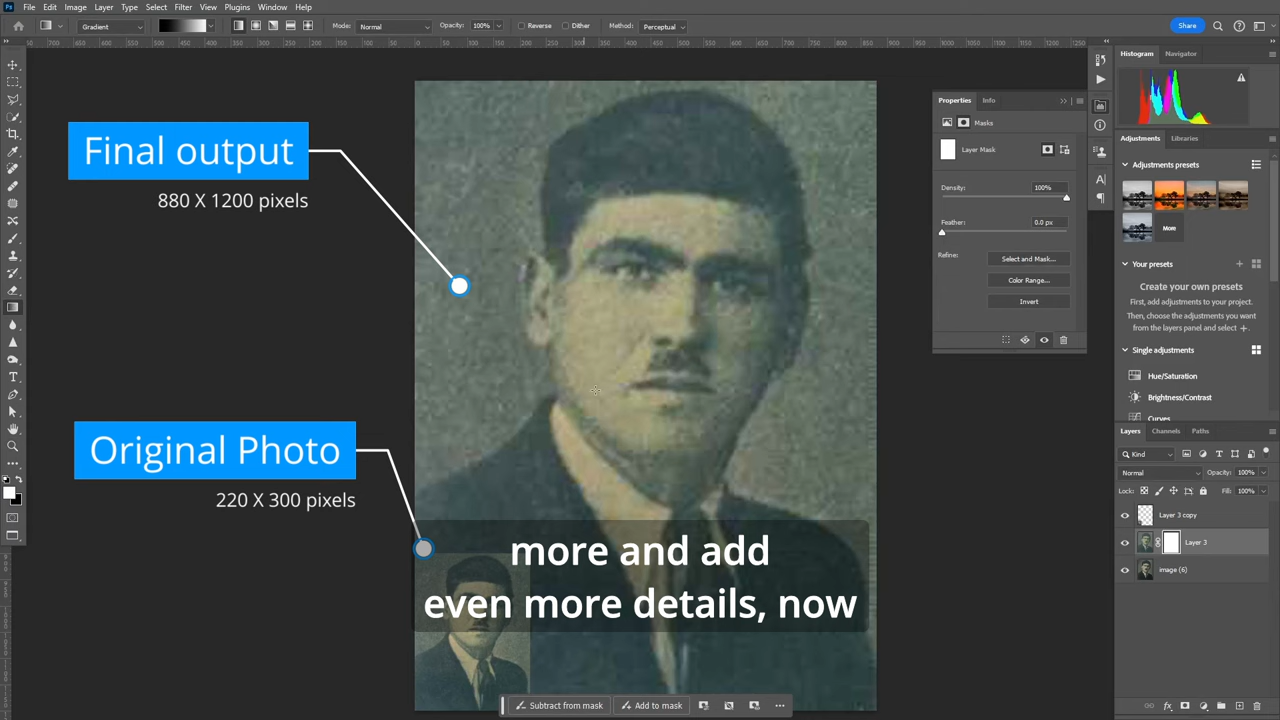 File Edit Image Layer Type Select Filter View Plugins Window Help
Share
Gradient Mode: Normal Opacity: 100% Reverse Dither Method: Perceptual
Histogram Navigator
Properties Info
Masks
Layer Mask
Density: 100%
Feather: 0.0 px
Refine: Select and Mask...
Color Range...
Invert
Final output
880 X 1200 pixels
Original Photo
220 X 300 pixels
more and add
even more details, now
Subtract from mask Add to mask
Adjustments Libraries
Adjustments presets
More
Your presets
Create your own presets
First, add adjustments to your project.
Then, choose the adjustments you want
from the layers panel and select +.
Single adjustments
Hue/Saturation
Brightness/Contrast
Curves
Layers Channels Paths
Kind
Normal Opacity: 100%
Lock: Fill: 100%
Layer 3 copy
Layer 3
image (6)